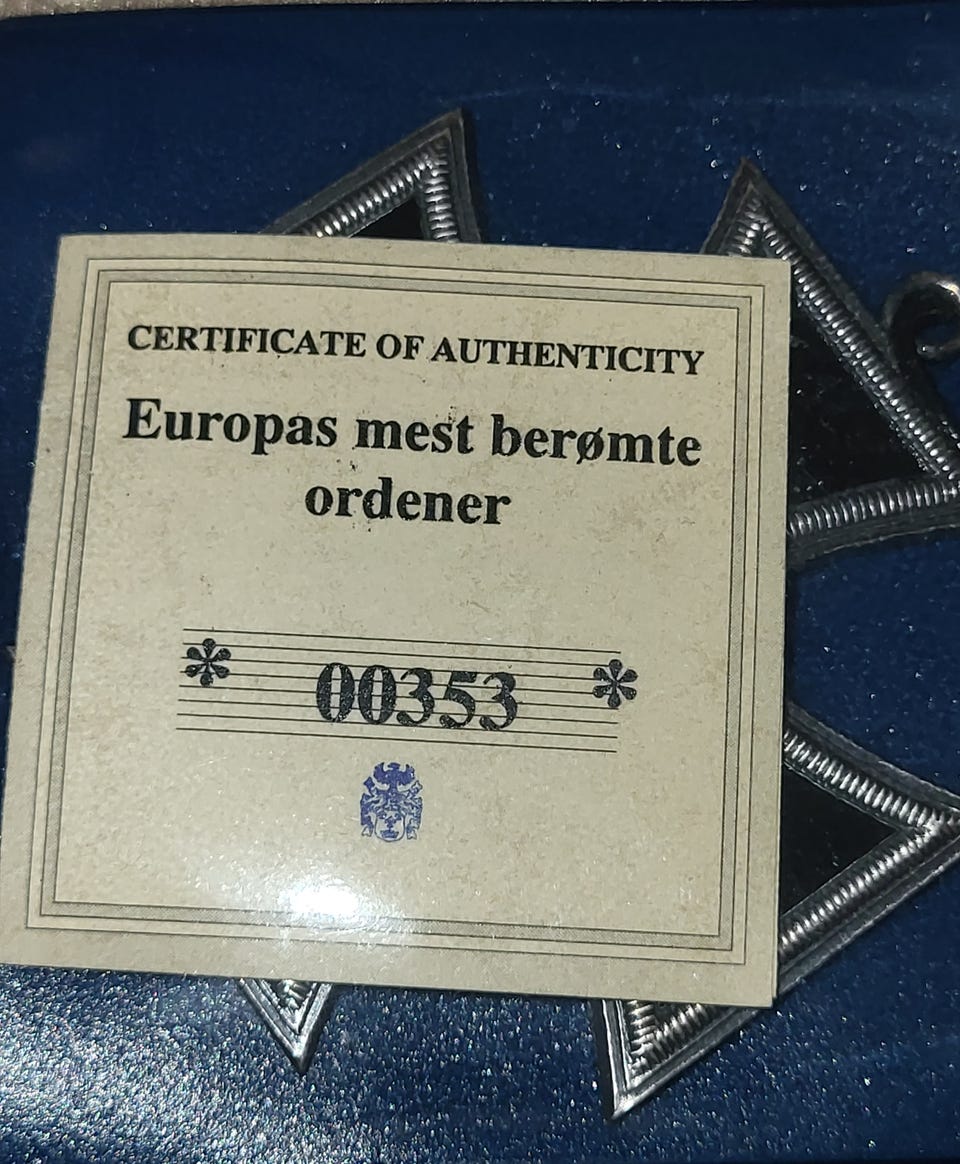 CERTIFICATE OF AUTHENTICITY
Europas mest berømte
ordener
* 00353 *